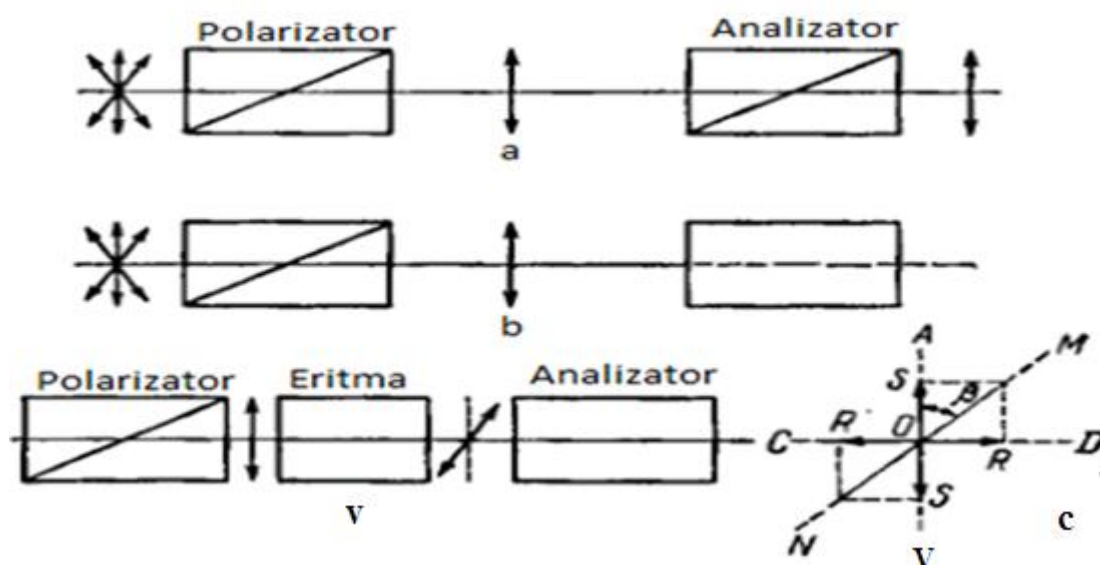 Polarizator Analizator
a
b
Polarizator Eritma Analizator
v
A M
S β
R O
C R D
S
N c
V